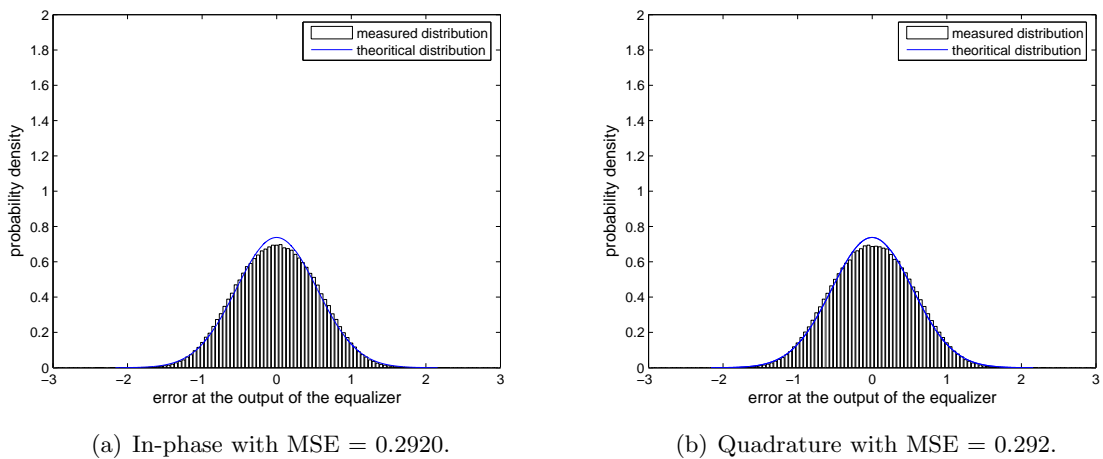 2
1.8
1.6
1.4
1.2
1
0.8
0.6
0.4
0.2
0
probability density
measured distribution
theoritical distribution
−3 −2 −1 0 1 2 3
error at the output of the equalizer
(a) In-phase with MSE = 0.2920.
2
1.8
1.6
1.4
1.2
1
0.8
0.6
0.4
0.2
0
probability density
measured distribution
theoritical distribution
−3 −2 −1 0 1 2 3
error at the output of the equalizer
(b) Quadrature with MSE = 0.292.